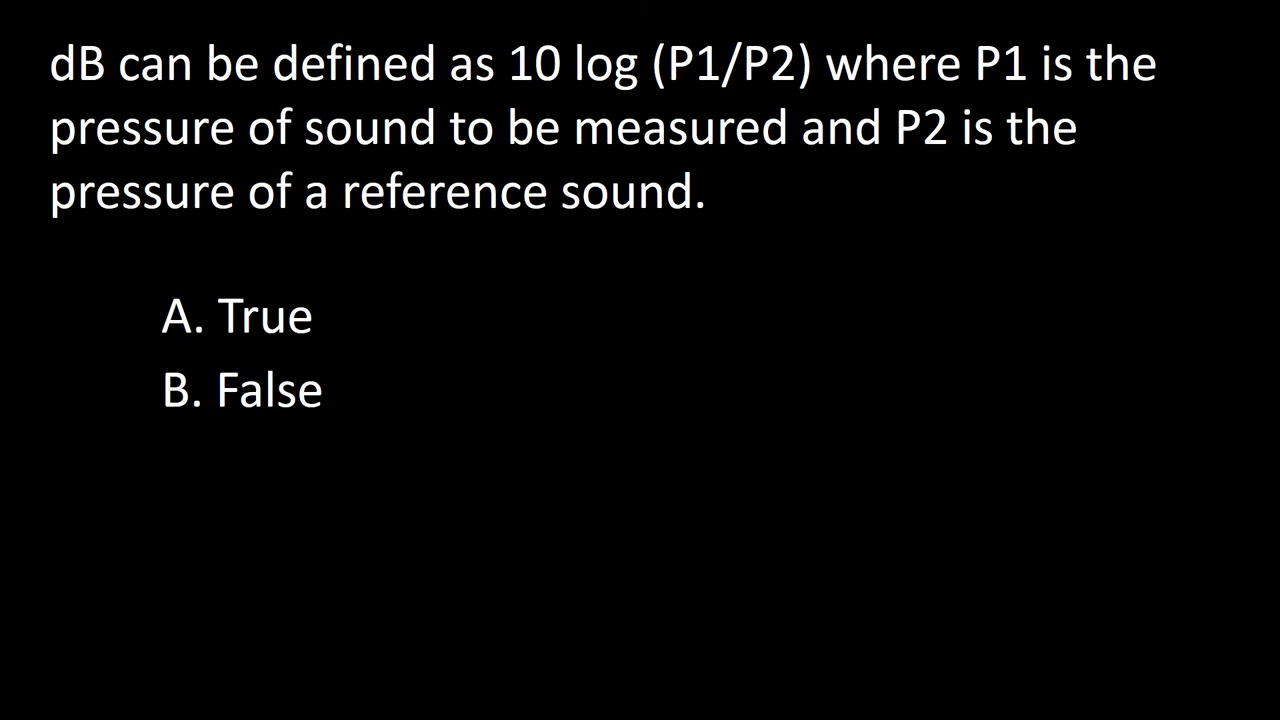 dB can be defined as 10 log (P1/P2) where P1 is the
pressure of sound to be measured and P2 is the
pressure of a reference sound.
A. True
B. False